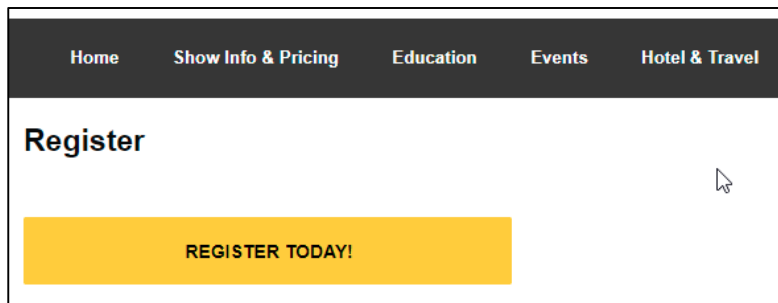 Home Show Info & Pricing Education Events Hotel & Travel
Register
REGISTER TODAY!